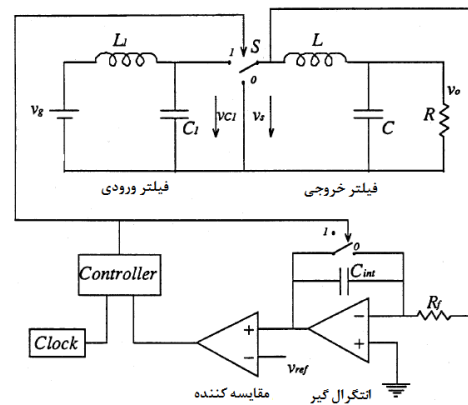 L1
1
S
L
0
vg
C1
vC1
vs
C
R
vo
فیلتر ورودی
فیلتر خروجی
1
0
Controller
Cint
Rf
Clock
+
−
vref
−
+
مقایسه کننده
انتگرال گیر